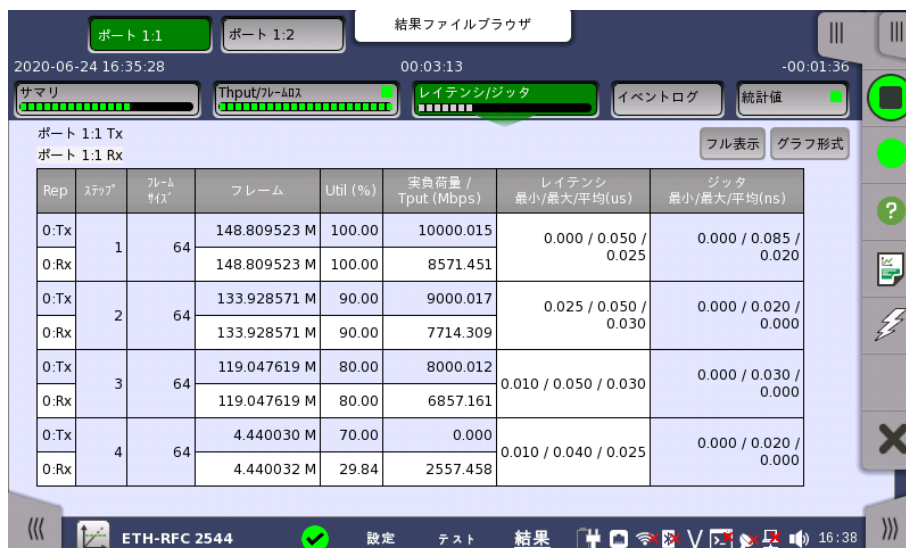 ポート 1:1 ポート 1:2 結果ファイルブラウザ
2020-06-24 16:35:28 00:03:13 -00:01:36
サマリ Thput/ﾌﾚｰﾑﾛｽ レイテンシ/ジッタ イベントログ 統計値
ポート 1:1 Tx
ポート 1:1 Rx
フル表示 グラフ形式
Rep ｽﾃｯﾌﾟ ﾌﾚｰﾑ ｻｲｽﾞ フレーム Util (%) 実負荷量 / Tput (Mbps) レイテンシ 最小/最大/平均(us) ジッタ 最小/最大/平均(ns)
0:Tx 1 64 148.809523 M 100.00 10000.015 0.000 / 0.050 / 0.025 0.000 / 0.085 / 0.020
0:Rx 148.809523 M 100.00 8571.451
0:Tx 2 64 133.928571 M 90.00 9000.017 0.025 / 0.050 / 0.030 0.000 / 0.020 / 0.000
0:Rx 133.928571 M 90.00 7714.309
0:Tx 3 64 119.047619 M 80.00 8000.012 0.010 / 0.050 / 0.030 0.000 / 0.030 / 0.000
0:Rx 119.047619 M 80.00 6857.161
0:Tx 4 64 4.440030 M 70.00 0.000 0.010 / 0.040 / 0.025 0.000 / 0.020 / 0.000
0:Rx 4.440032 M 29.84 2557.458
ETH-RFC 2544 設定 テスト 結果 16:38